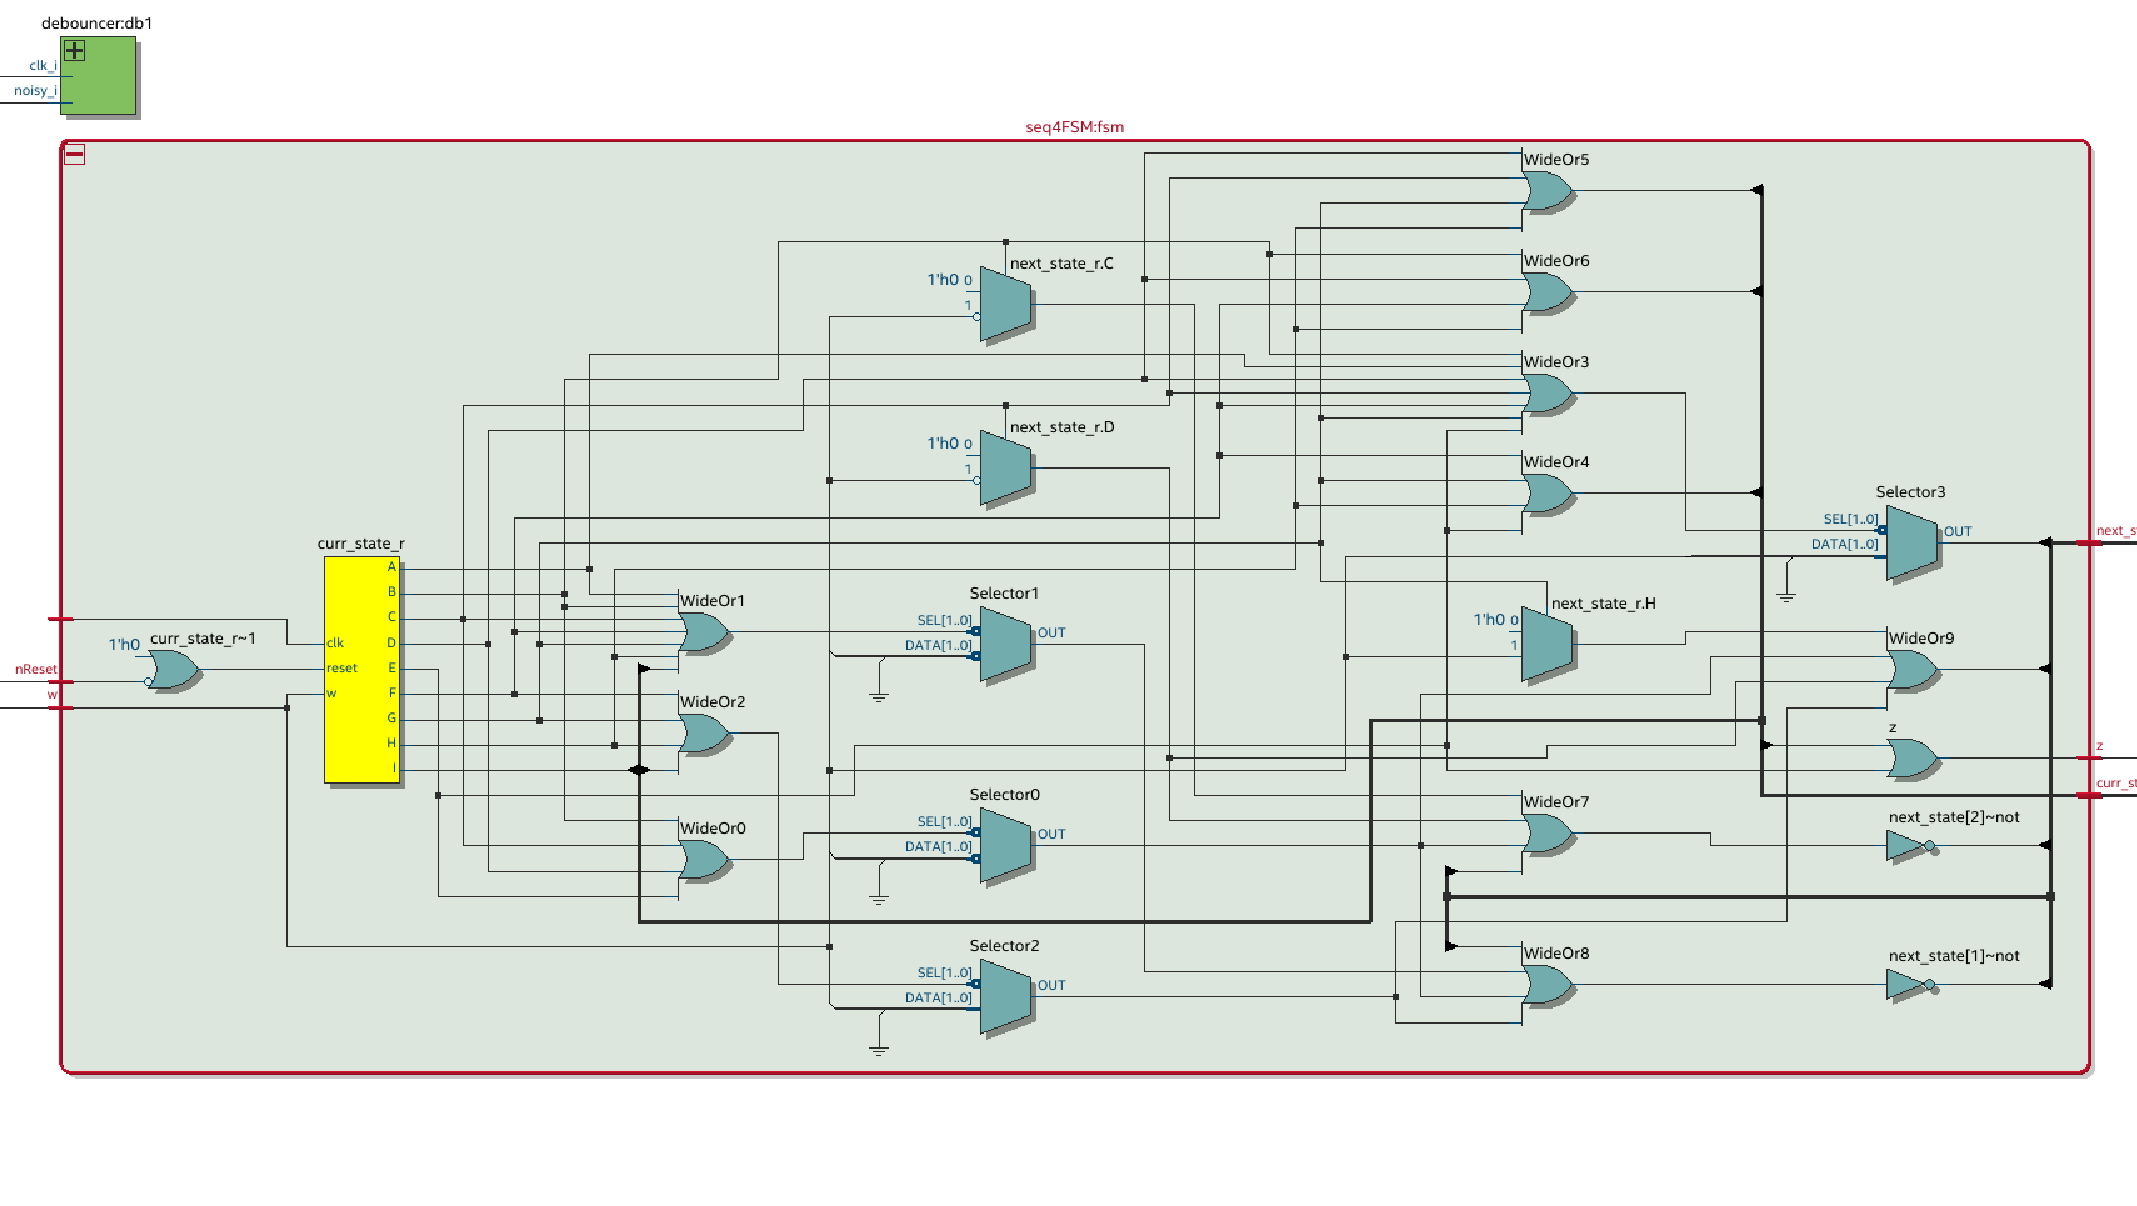 debouncer:db1
clk_i
noisy_i
seq4FSM:fsm
WideOr5
next_state_r.C
1'h0 0
1
WideOr6
WideOr3
next_state_r.D
1'h0 0
1
WideOr4
Selector3
SEL[1..0]
DATA[1..0]
OUT
next_s
curr_state_r
A
B
C
D
E
F
G
H
I
clk
reset
w
1'h0
curr_state_r~1
nReset
w
WideOr1
Selector1
SEL[1..0]
DATA[1..0]
OUT
next_state_r.H
1'h0 0
1
WideOr9
WideOr2
z
z
curr_st
Selector0
SEL[1..0]
DATA[1..0]
OUT
WideOr7
next_state[2]~not
WideOr0
Selector2
SEL[1..0]
DATA[1..0]
OUT
WideOr8
next_state[1]~not